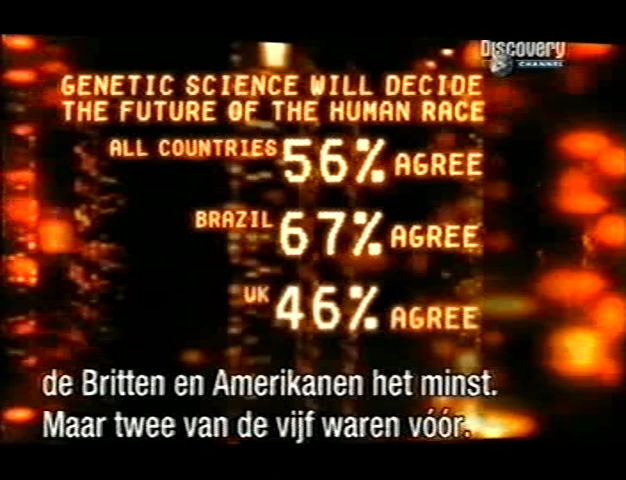 Discovery
CHANNEL
GENETIC SCIENCE WILL DECIDE
THE FUTURE OF THE HUMAN RACE
ALL COUNTRIES 56% AGREE
BRAZIL 67% AGREE
UK 46% AGREE
de Britten en Amerikanen het minst.
Maar twee van de vijf waren vóór.